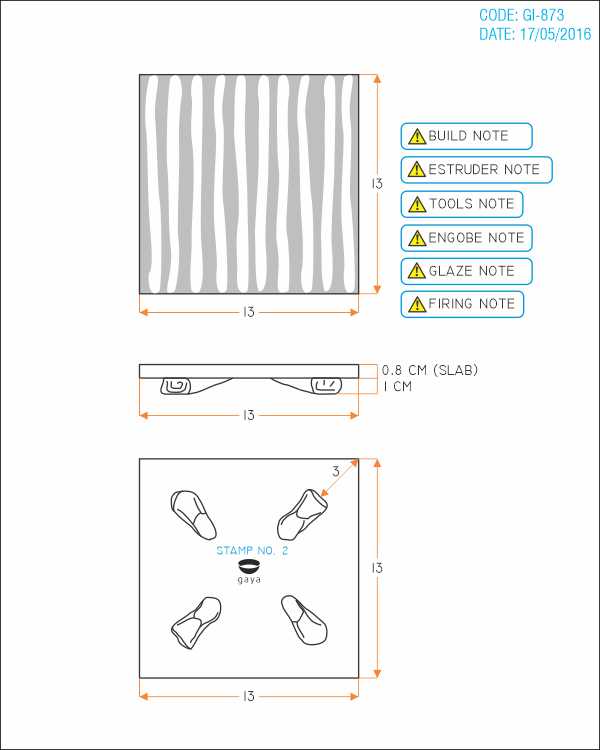 CODE: GI-873
DATE: 17/05/2016
13
13
BUILD NOTE
ESTRUDER NOTE
TOOLS NOTE
ENGOBE NOTE
GLAZE NOTE
FIRING NOTE
0.8 CM (SLAB)
1 CM
13
3
STAMP NO. 2
gaya
13
13